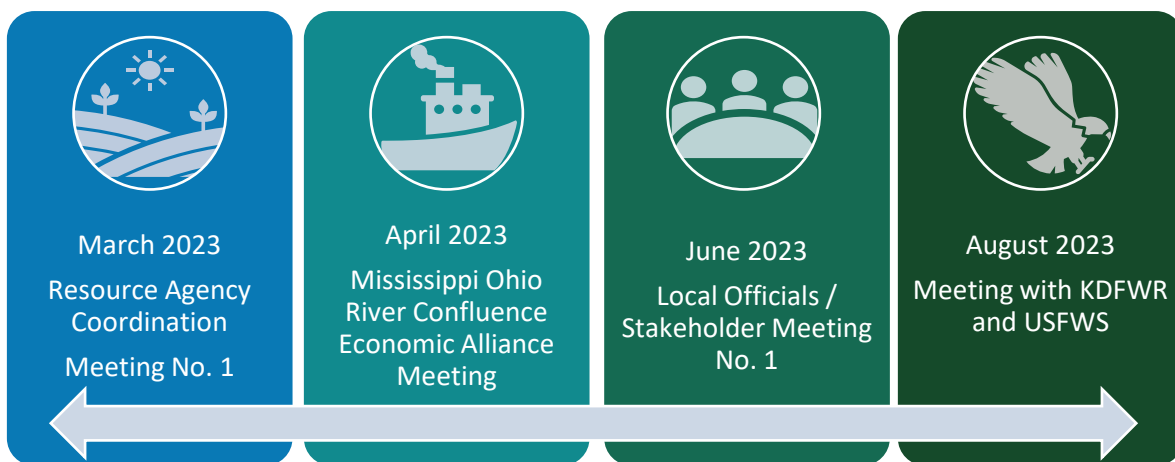 March 2023
Resource Agency
Coordination
Meeting No. 1
April 2023
Mississippi Ohio
River Confluence
Economic Alliance
Meeting
June 2023
Local Officials /
Stakeholder Meeting
No. 1
August 2023
Meeting with KDFWR
and USFWS